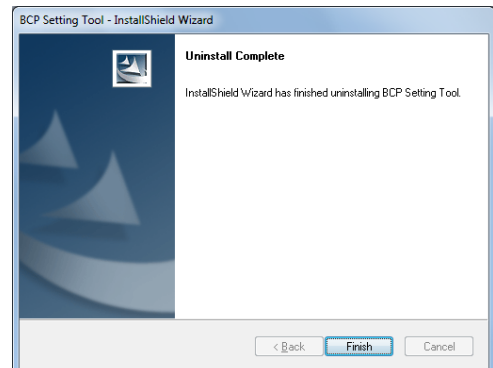 BCP Setting Tool - InstallShield Wizard
Uninstall Complete
InstallShield Wizard has finished uninstalling BCP Setting Tool.
< Back
Finish
Cancel